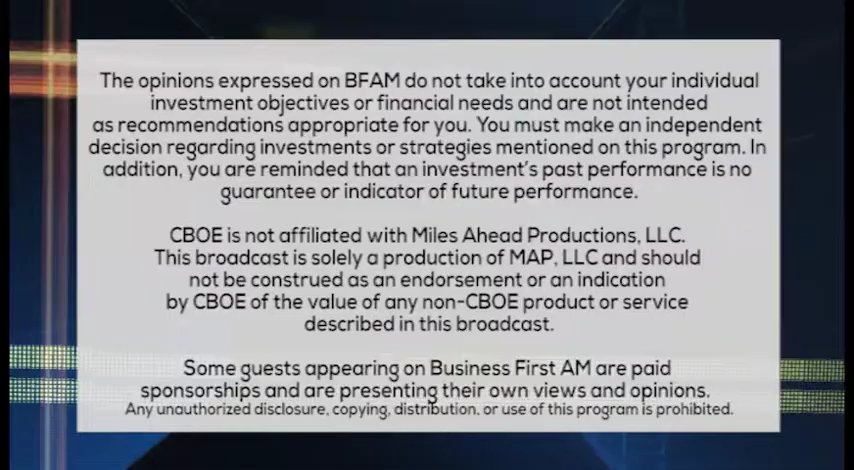 The opinions expressed on BFAM do not take into account your individual
investment objectives or financial needs and are not intended
as recommendations appropriate for you. You must make an independent
decision regarding investments or strategies mentioned on this program. In
addition, you are reminded that an investment's past performance is no
guarantee or indicator of future performance.
CBOE is not affiliated with Miles Ahead Productions, LLC.
This broadcast is solely a production of MAP, LLC and should
not be construed as an endorsement or an indication
by CBOE of the value of any non-CBOE product or service
described in this broadcast.
Some guests appearing on Business First AM are paid
sponsorships and are presenting their own views and opinions.
Any unauthorized disclosure, copying, distribution, or use of this program is prohibited.